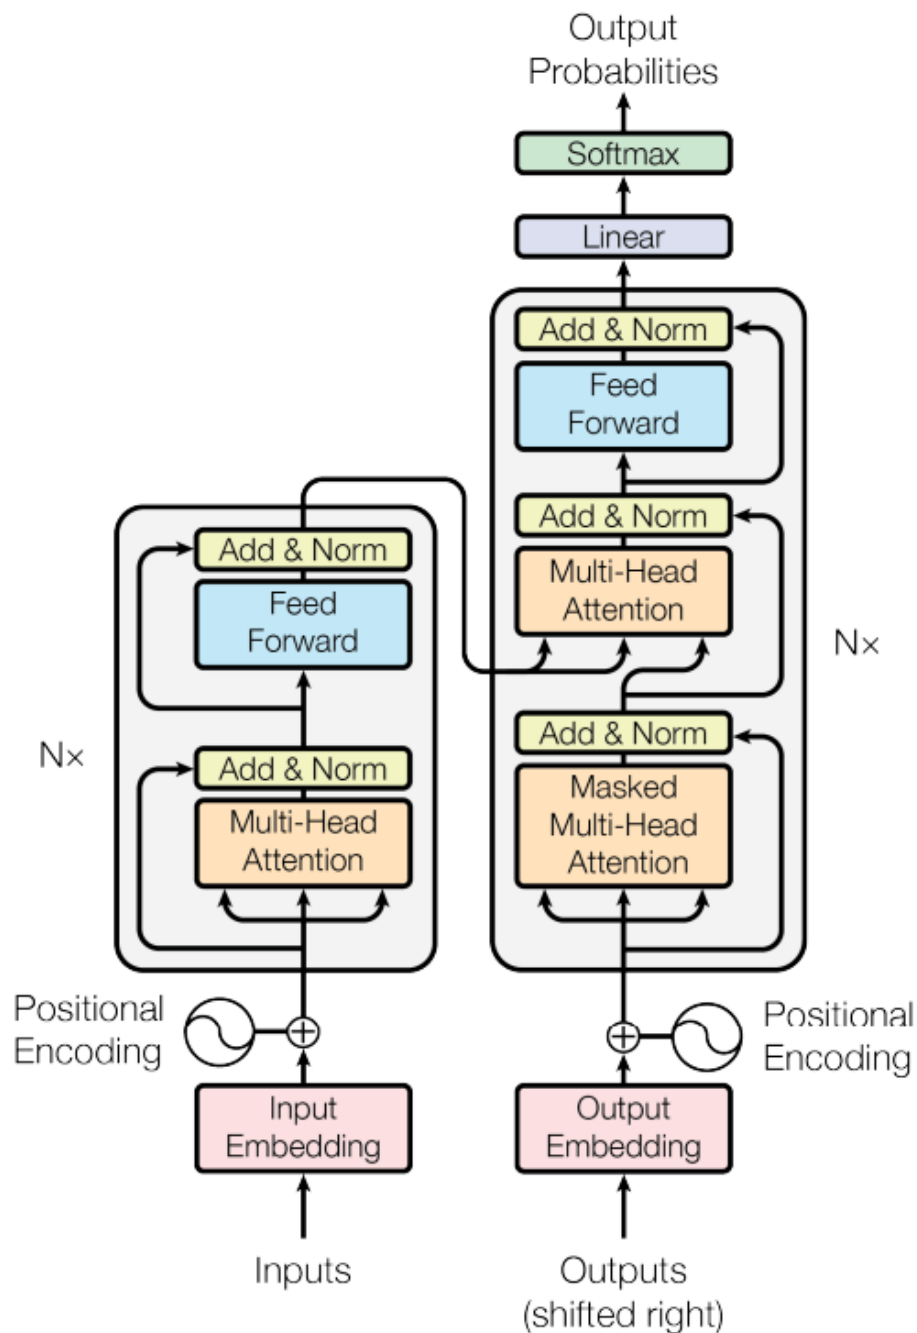 Output
Probabilities
Softmax
Linear
Add & Norm
Feed
Forward
Add & Norm
Multi-Head
Attention
Add & Norm
Masked
Multi-Head
Attention
N×
Add & Norm
Feed
Forward
Add & Norm
Multi-Head
Attention
N×
Positional
Encoding
Positional
Encoding
Input
Embedding
Output
Embedding
Inputs
Outputs
(shifted right)